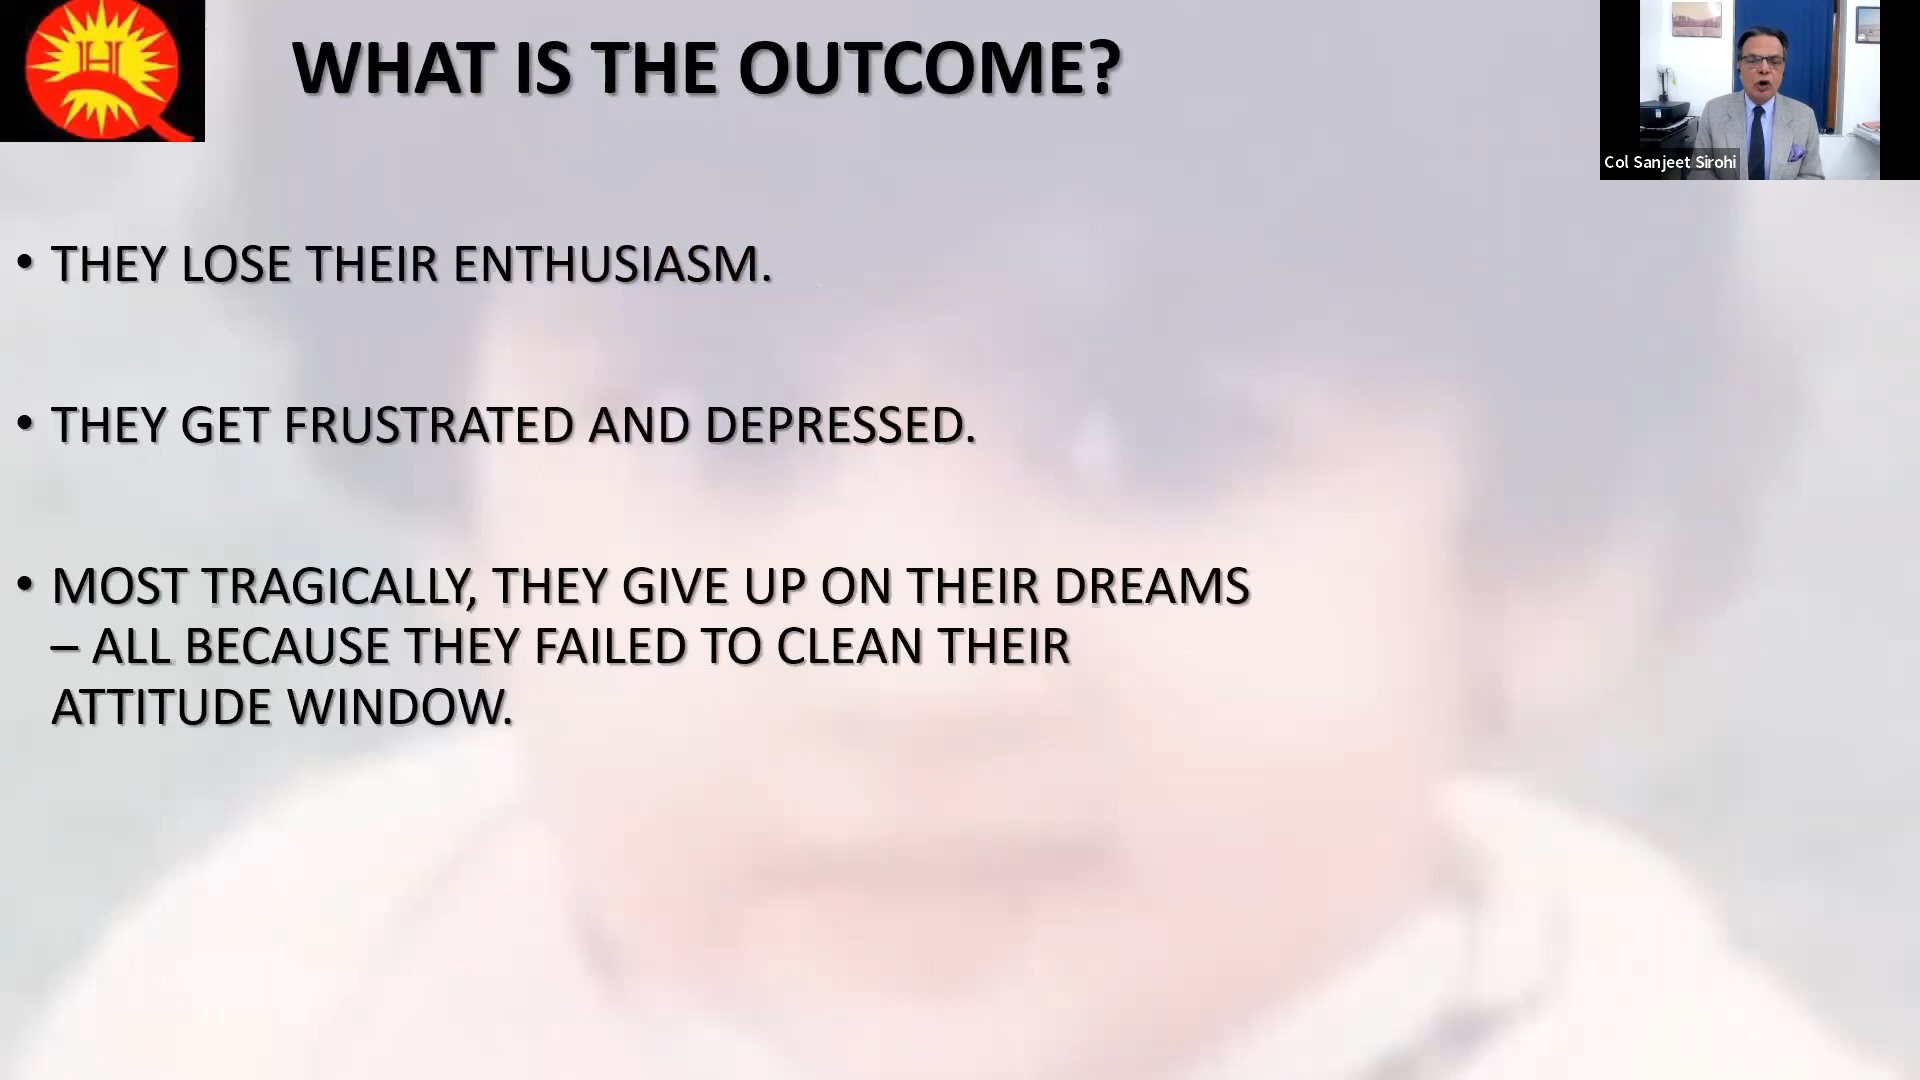 WHAT IS THE OUTCOME?
Col Sanjeet Sirohi
• THEY LOSE THEIR ENTHUSIASM.
• THEY GET FRUSTRATED AND DEPRESSED.
• MOST TRAGICALLY, THEY GIVE UP ON THEIR DREAMS
– ALL BECAUSE THEY FAILED TO CLEAN THEIR
ATTITUDE WINDOW.